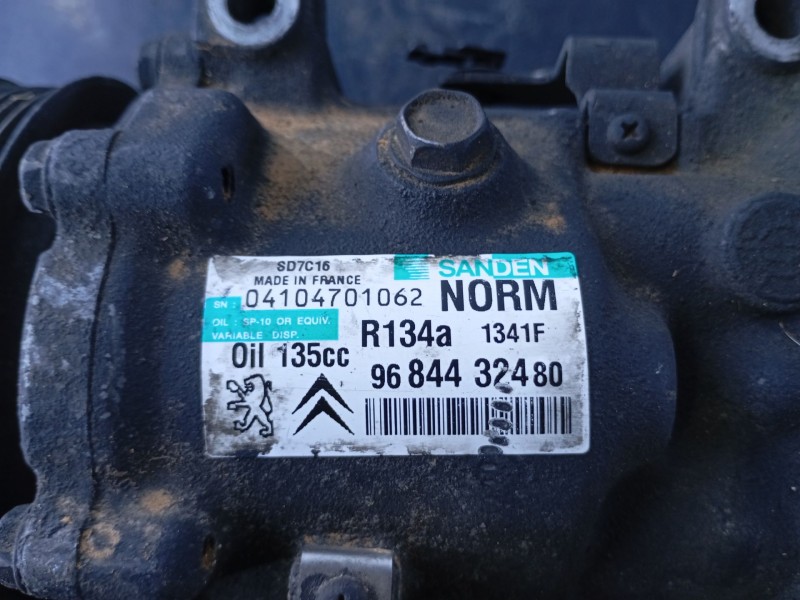 SD7C16
MADE IN FRANCE
SANDEN
SN: 04104701062 NORM
OIL : SP-10 OR EQUIV.
VARIABLE DISP.
R134a 1341F
Oil 135cc
96 844 324 80